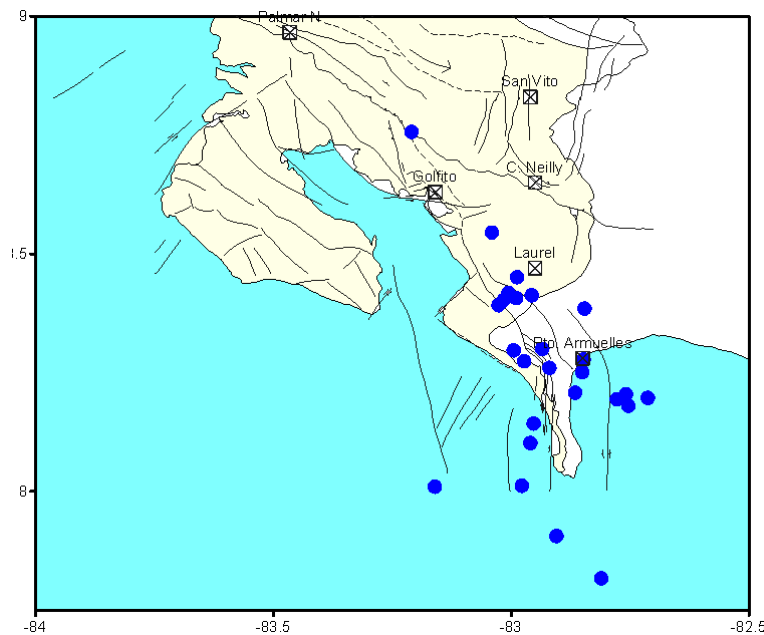 9
Palmar N
San Vito
C. Neilly
Golfito
Laurel
.5
Pto. Armuelles
8
-84
-83.5
-83
-82.5